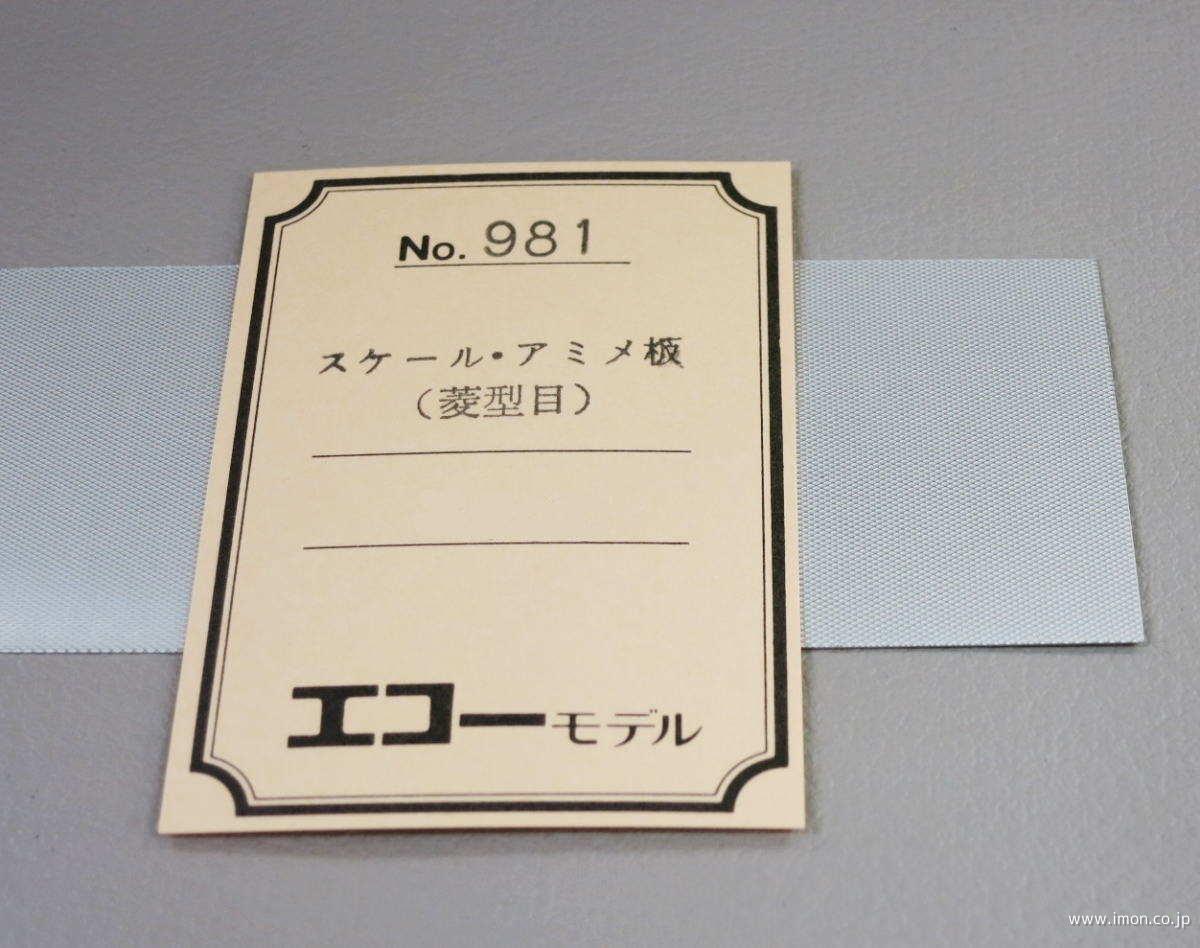 No. 981
スケール・アミメ板
（菱型目）
エコーモデル
www.imon.co.jp